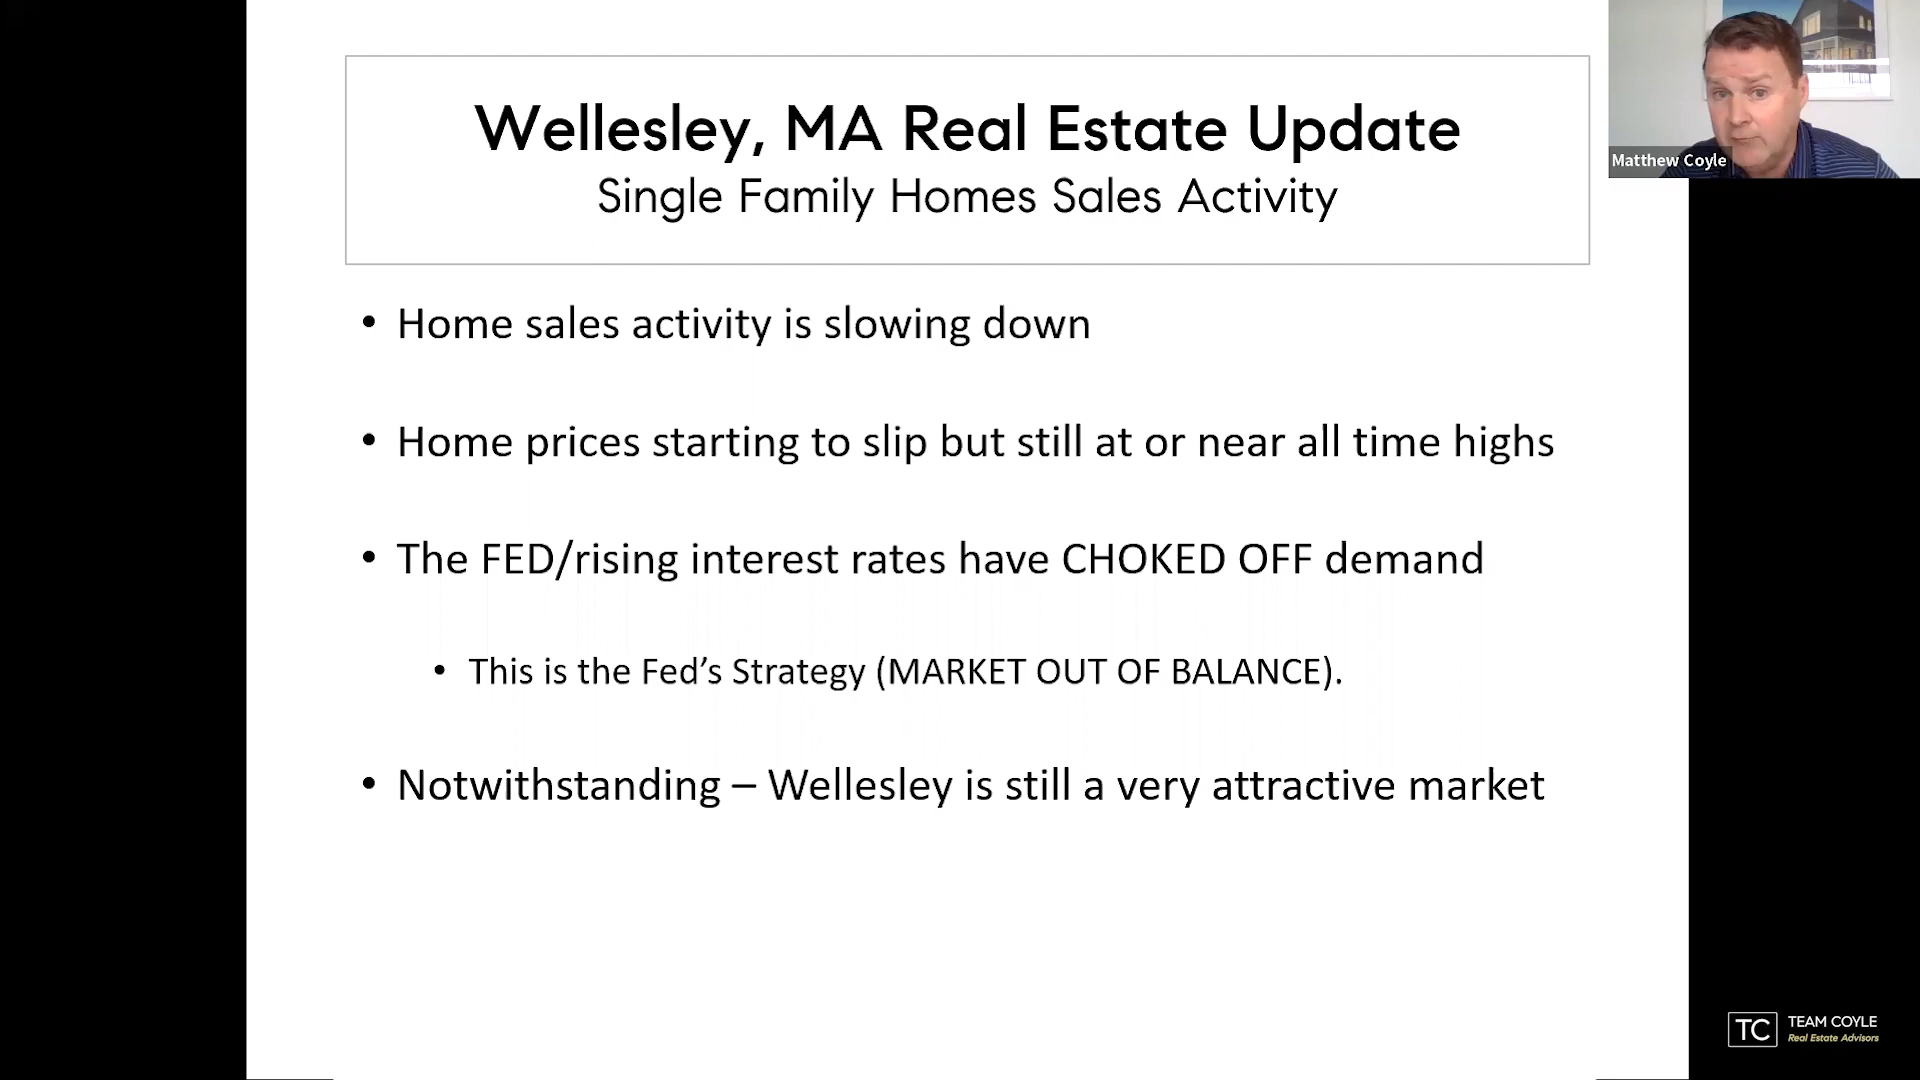 Wellesley, MA Real Estate Update
Single Family Homes Sales Activity
Matthew Coyle
• Home sales activity is slowing down
• Home prices starting to slip but still at or near all time highs
• The FED/rising interest rates have CHOKED OFF demand
• This is the Fed’s Strategy (MARKET OUT OF BALANCE).
• Notwithstanding – Wellesley is still a very attractive market
TC
TEAM COYLE
Real Estate Advisors